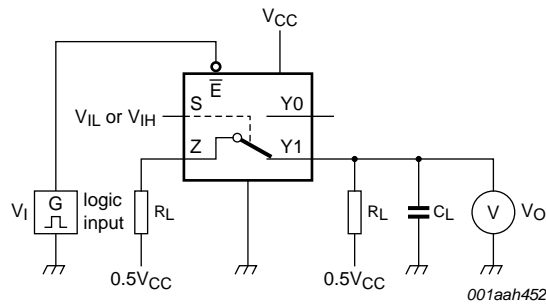 VCC
E
S
Y0
VIL or VIH
Z
Y1
VI
G
logic
input
RL
RL
CL
V
VO
0.5VCC
0.5VCC
001aah452